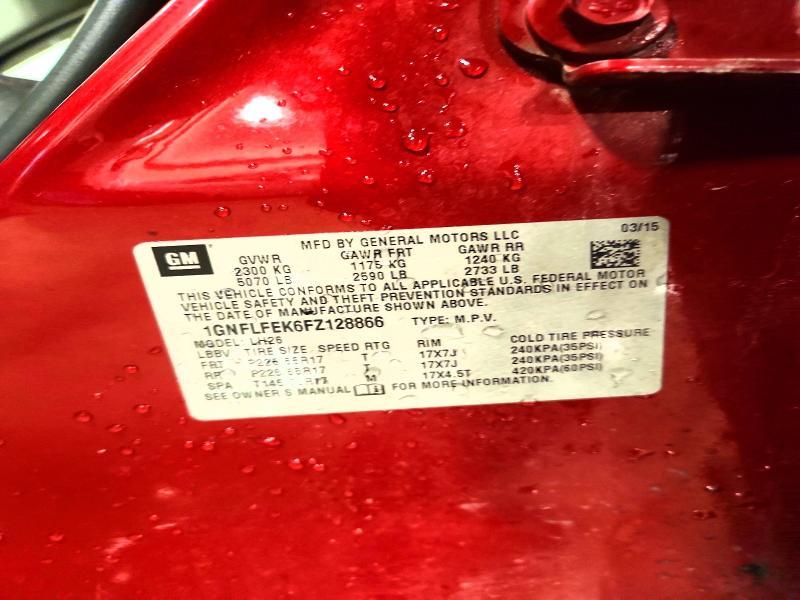 MFD BY GENERAL MOTORS LLC 03/15
GM GVWR GAWR FRT GAWR RR
2300 KG 1175 KG 1240 KG
5070 LB 2590 LB 2733 LB
THIS VEHICLE CONFORMS TO ALL APPLICABLE U.S. FEDERAL MOTOR
VEHICLE SAFETY AND THEFT PREVENTION STANDARDS IN EFFECT ON
THE DATE OF MANUFACTURE SHOWN ABOVE.
1GNFLFEK6FZ128866 TYPE: M.P.V.
MODEL: LH26
LBBV TIRE SIZE SPEED RTG RIM COLD TIRE PRESSURE
FRT T 17X7J 240KPA(35PSI)
RR T 17X7J 240KPA(35PSI)
SPA M 17X4.5T 420KPA(60PSI)
SEE OWNER'S MANUAL FOR MORE INFORMATION.